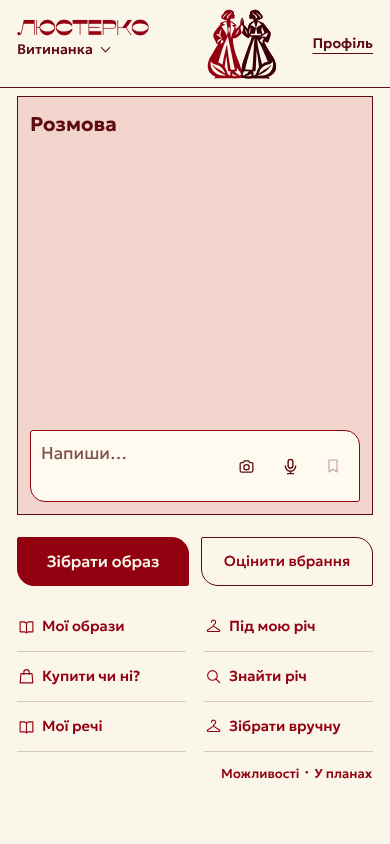 ЛЮСТЕРКО
Витинанка
Профіль
Розмова
Напиши...
Зібрати образ
Оцінити вбрання
Мої образи
Під мою річ
Купити чи ні?
Знайти річ
Мої речі
Зібрати вручну
Можливості · У планах